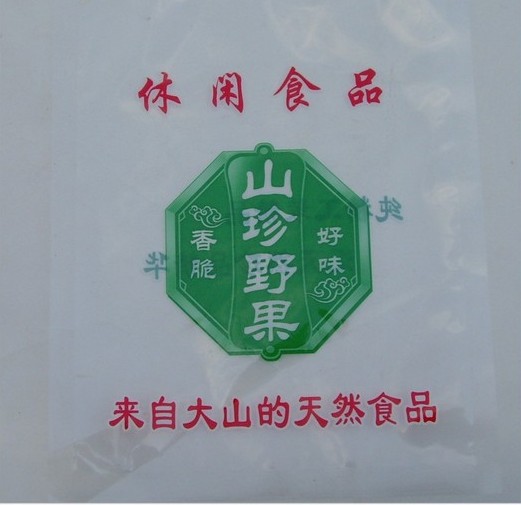 休闲食品
山珍野果
香脆
好味
来自大山的天然食品